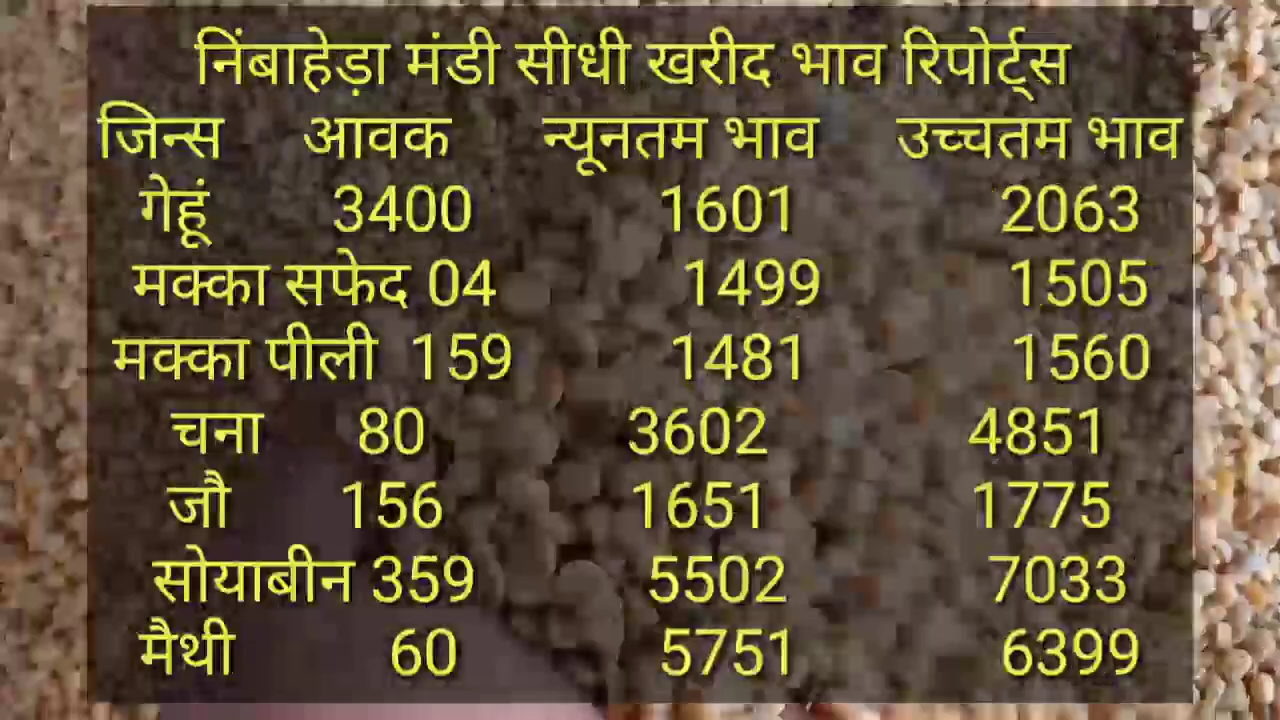 निंबाहेड़ा मंडी सीधी खरीद भाव रिपोर्ट्स
जिन्स आवक न्यूनतम भाव उच्चतम भाव
गेहूं 3400 1601 2063
मक्का सफेद 04 1499 1505
मक्का पीली 159 1481 1560
चना 80 3602 4851
जौ 156 1651 1775
सोयाबीन 359 5502 7033
मैथी 60 5751 6399